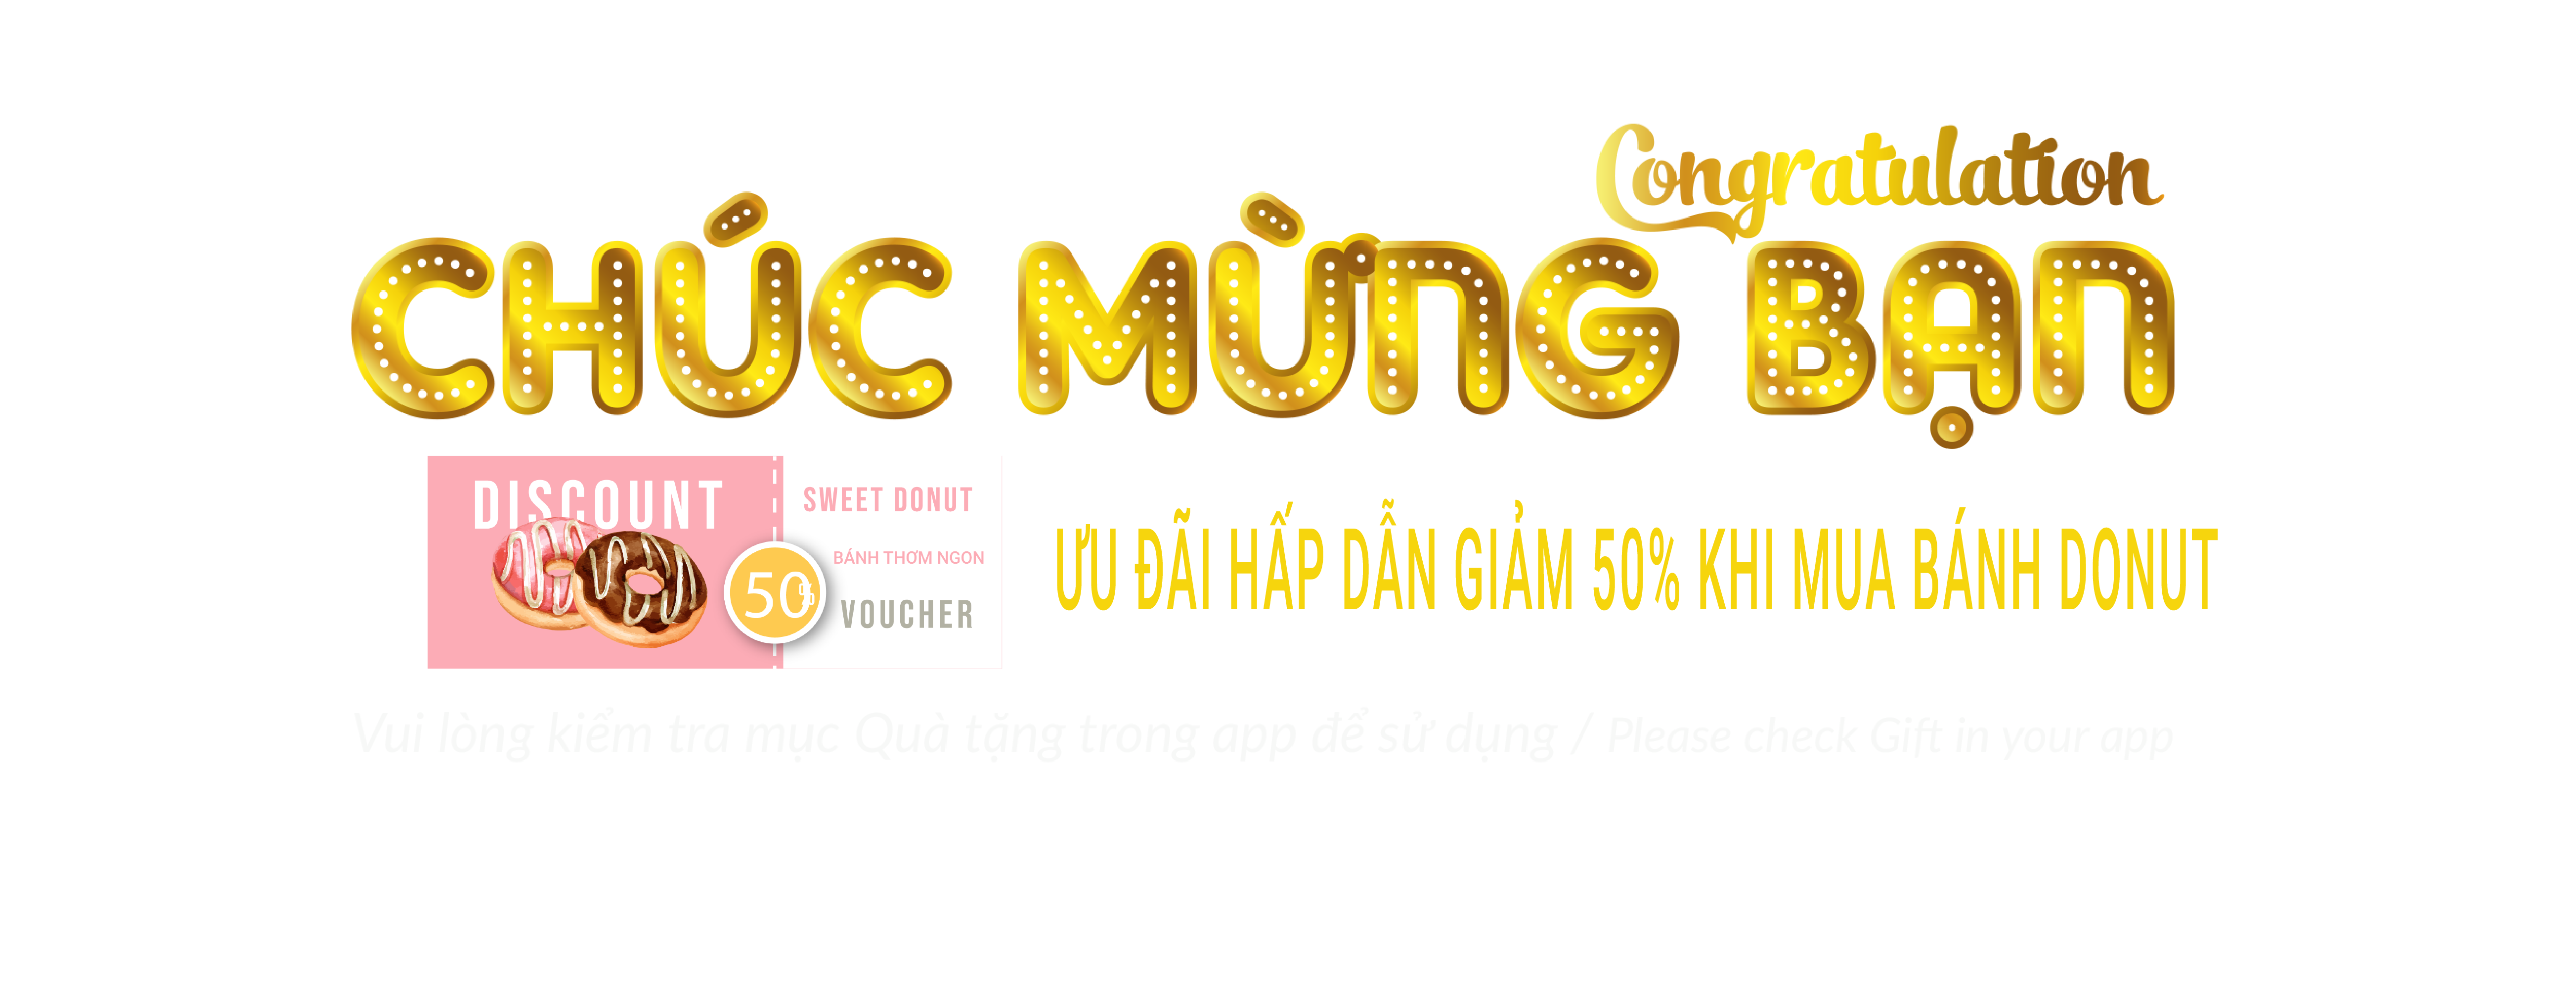 Congratulation
CHÚC MỪNG BẠN
DISCOUNT
SWEET DONUT
BÁNH THƠM NGON
50%
VOUCHER
ƯU ĐÃI HẤP DẪN GIẢM 50% KHI MUA BÁNH DONUT
Vui lòng kiểm tra mục Quà tặng trong app để sử dụng / Please check Gift in your app